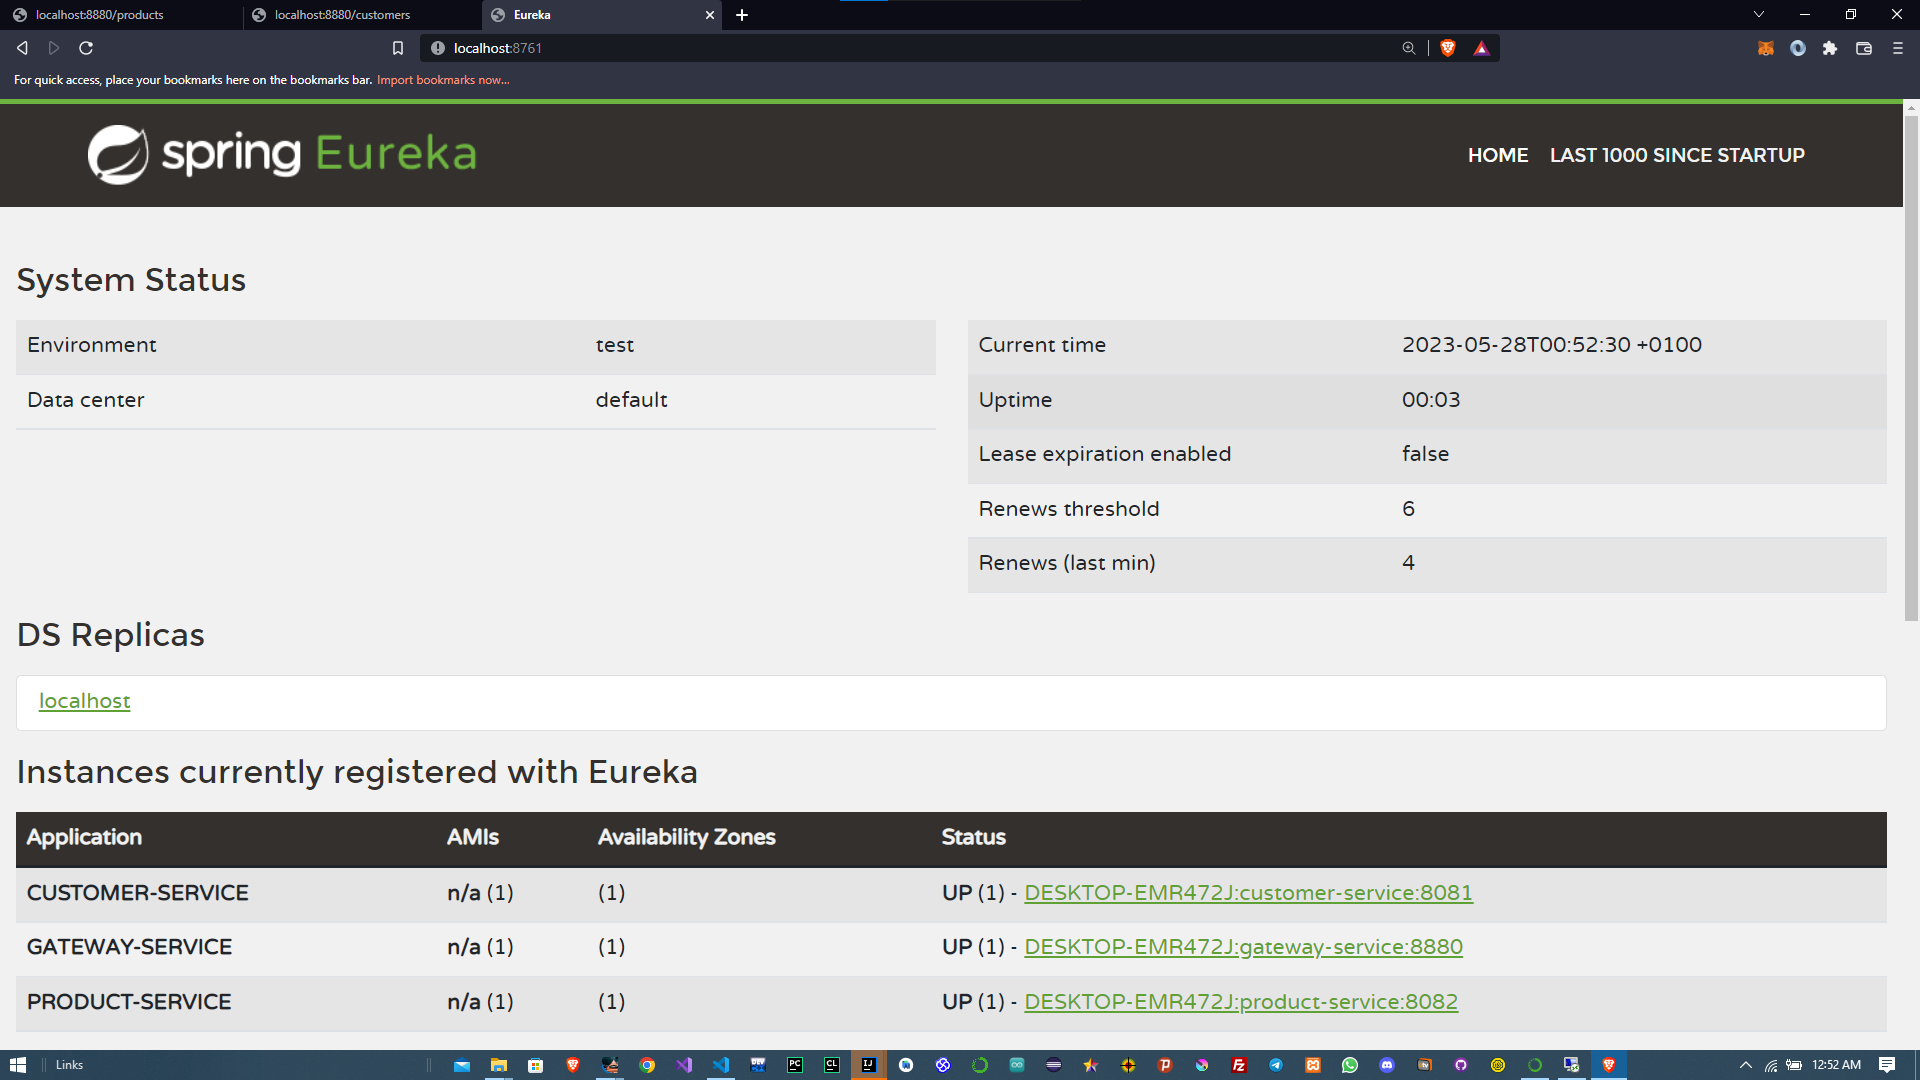 localhost:8880/products
localhost:8880/customers
Eureka
localhost:8761
For quick access, place your bookmarks here on the bookmarks bar. Import bookmarks now...
spring Eureka
HOME LAST 1000 SINCE STARTUP
System Status
Environment test
Data center default
Current time 2023-05-28T00:52:30 +0100
Uptime 00:03
Lease expiration enabled false
Renews threshold 6
Renews (last min) 4
DS Replicas
localhost
Instances currently registered with Eureka
Application AMIs Availability Zones Status
CUSTOMER-SERVICE n/a (1) (1) UP (1) - DESKTOP-EMR472J:customer-service:8081
GATEWAY-SERVICE n/a (1) (1) UP (1) - DESKTOP-EMR472J:gateway-service:8880
PRODUCT-SERVICE n/a (1) (1) UP (1) - DESKTOP-EMR472J:product-service:8082
Links
PC
CL
IJ
FZ
12:52 AM